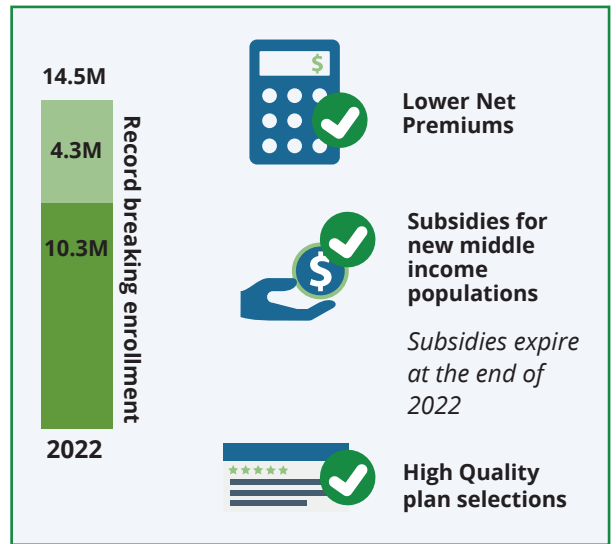 14.5M
4.3M
10.3M
2022
Record breaking enrollment
$
Lower Net
Premiums
$
Subsidies for
new middle
income
populations
Subsidies expire
at the end of
2022
High Quality
plan selections